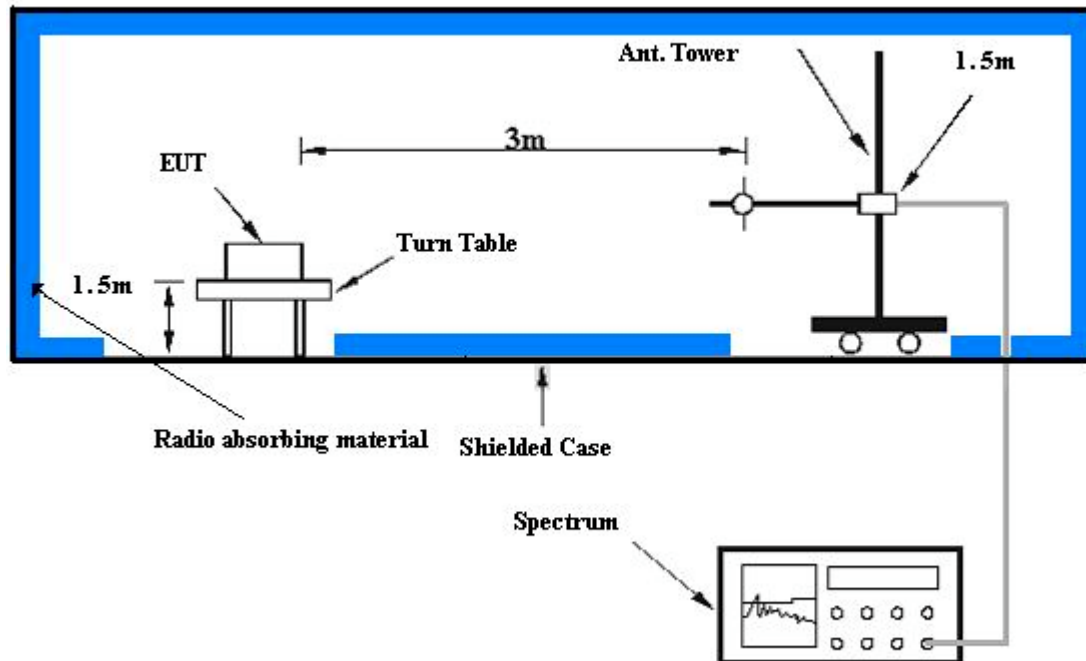 Ant. Tower
1.5m
3m
EUT
Turn Table
1.5m
Radio absorbing material
Shielded Case
Spectrum